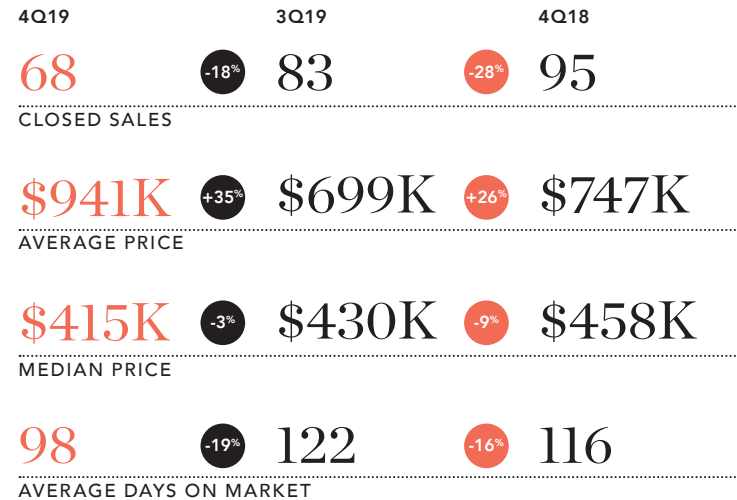 4Q19 3Q19 4Q18
68 -18% 83 -28% 95
CLOSED SALES
$941K +35% $699K +26% $747K
AVERAGE PRICE
$415K -3% $430K -9% $458K
MEDIAN PRICE
98 -19% 122 -16% 116
AVERAGE DAYS ON MARKET